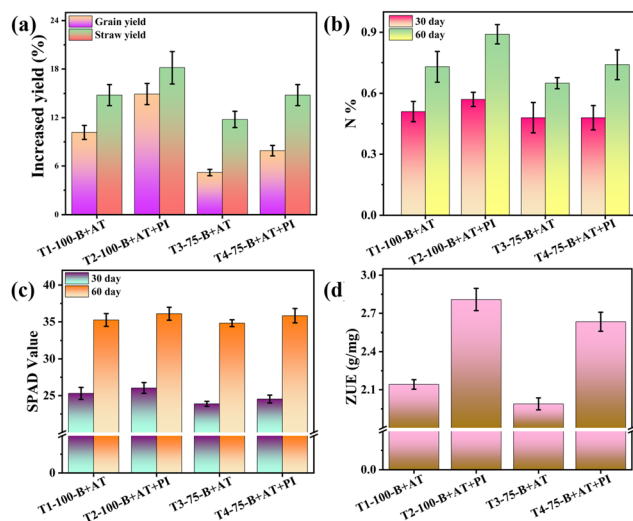 (a)
Grain yield
Straw yield
Increased yield (%)
18
12
6
0
T1-100-B+AT
T2-100-B+AT+PI
T3-75-B+AT
T4-75-B+AT+PI
(b)
30 day
60 day
N %
0.9
0.6
0.3
0.0
T1-100-B+AT
T2-100-B+AT+PI
T3-75-B+AT
T4-75-B+AT+PI
(c)
30 day
60 day
SPAD Value
40
35
30
25
0
T1-100-B+AT
T2-100-B+AT+PI
T3-75-B+AT
T4-75-B+AT+PI
(d)
ZUE (g/mg)
3.0
2.7
2.4
2.1
0.0
T1-100-B+AT
T2-100-B+AT+PI
T3-75-B+AT
T4-75-B+AT+PI